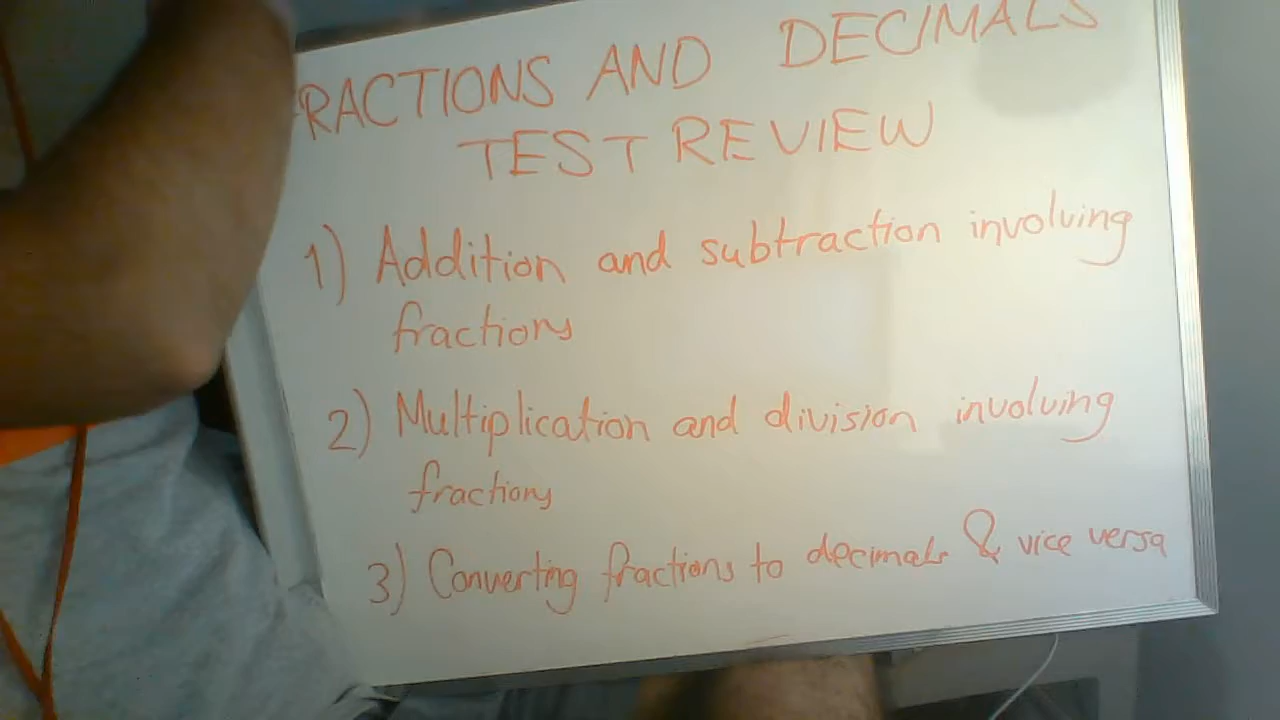 RACTIONS AND DECIMALS
TEST REVIEW
1) Addition and subtraction involving
fractions
2) Multiplication and division involving
fractions
3) Converting fractions to decimals & vice versa